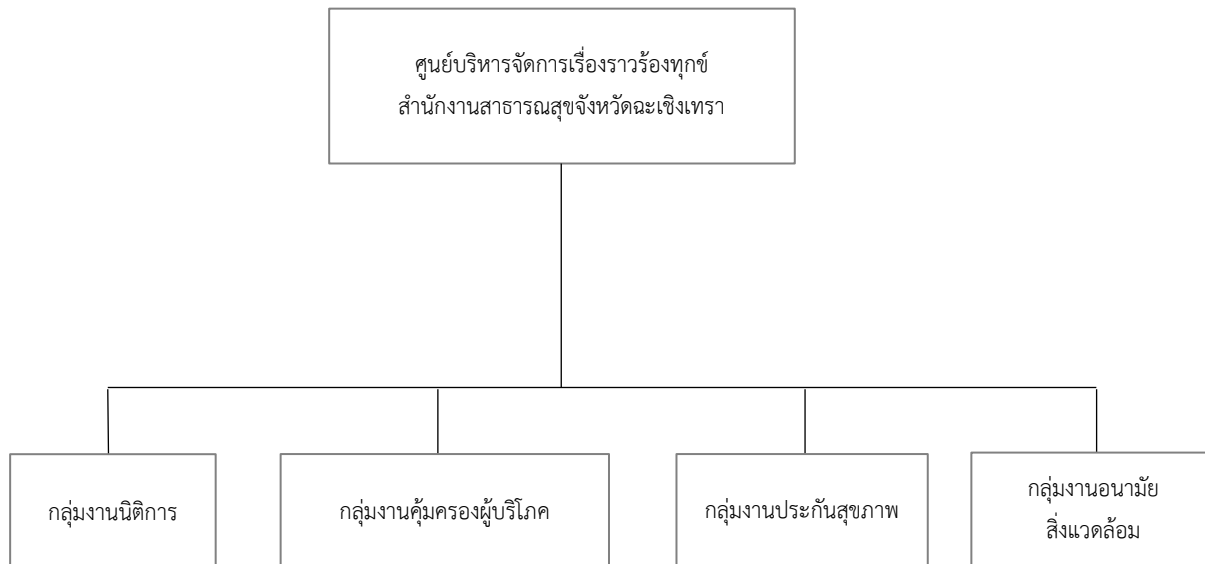 ศูนย์บริหารจัดการเรื่องราวร้องทุกข์
สำนักงานสาธารณสุขจังหวัดฉะเชิงเทรา
กลุ่มงานนิติการ
กลุ่มงานคุ้มครองผู้บริโภค
กลุ่มงานประกันสุขภาพ
กลุ่มงานอนามัย
สิ่งแวดล้อม